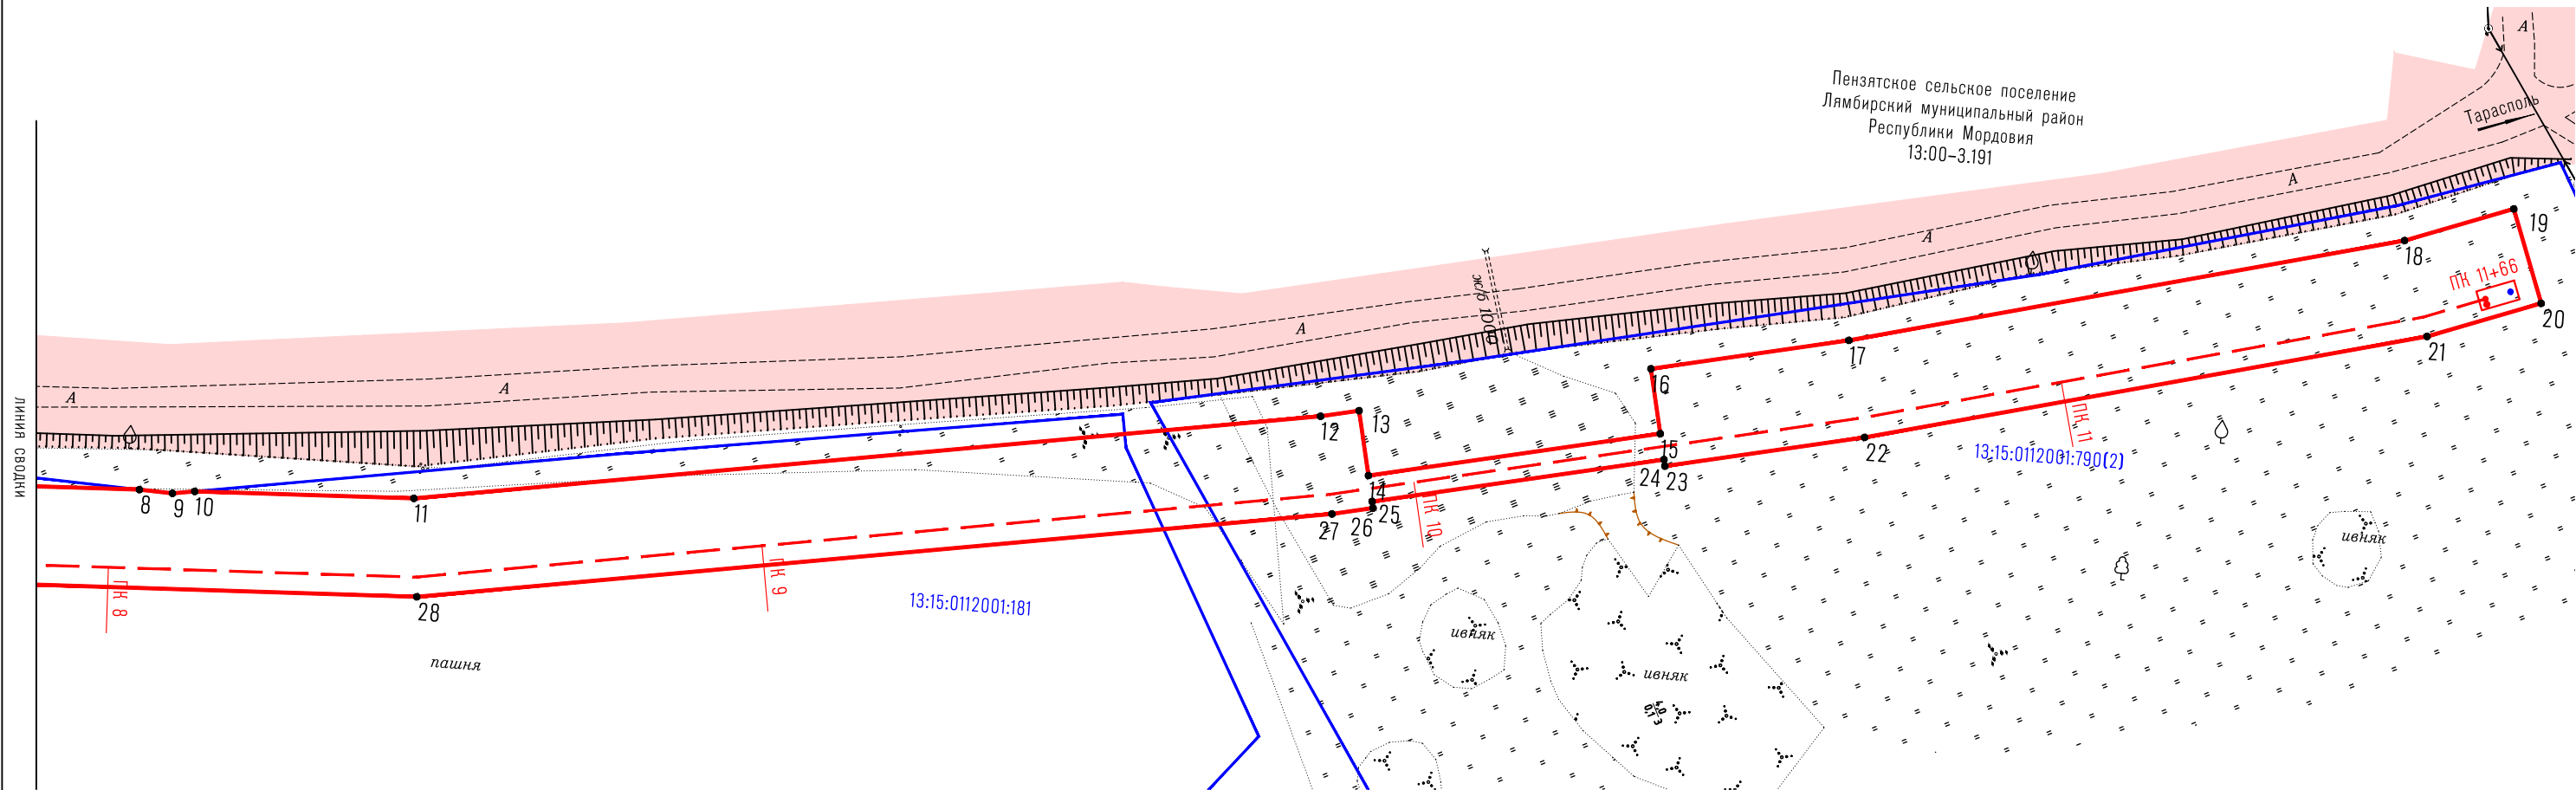 Пензятское сельское поселение
Лямбирский муниципальный район
Республики Мордовия
13:00-3.191
Тарасполь
А
А
А
А
А
А
ж/б 10.00
линия сводки
8
9
10
11
12
13
14
15
16
17
18
19
20
21
22
23
24
25
26
27
28
ПК 8
ПК 9
ПК 10
ПК 11
ПК 11+66
13:15:0112001:181
13:15:0112001:790(2)
пашня
ивняк
ивняк
ивняк